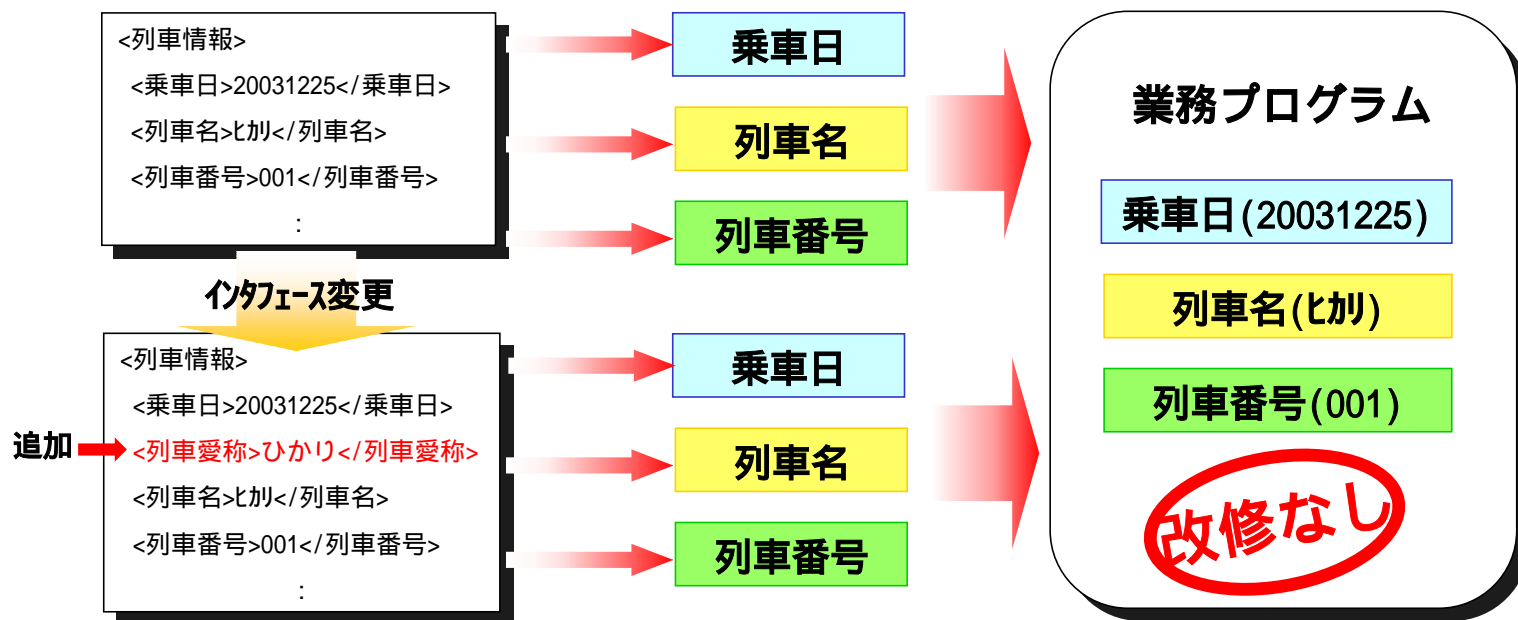 <列車情報>
<乗車日>20031225</乗車日>
<列車名>ﾋｶﾘ</列車名>
<列車番号>001</列車番号>
:
乗車日
列車名
列車番号
インタフェース変更
追加
<列車情報>
<乗車日>20031225</乗車日>
<列車愛称>ひかり</列車愛称>
<列車名>ﾋｶﾘ</列車名>
<列車番号>001</列車番号>
:
乗車日
列車名
列車番号
業務プログラム
乗車日(20031225)
列車名(ﾋｶﾘ)
列車番号(001)
改修なし